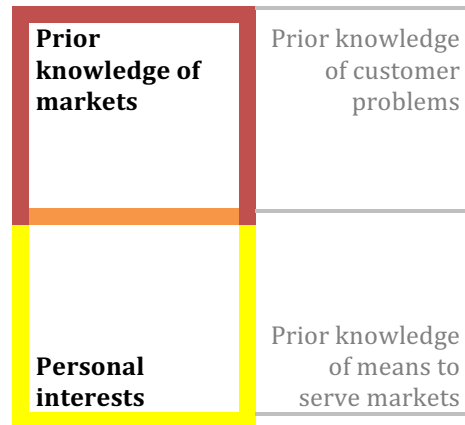 Prior
knowledge of
markets
Prior knowledge
of customer
problems
Personal
interests
Prior knowledge
of means to
serve markets